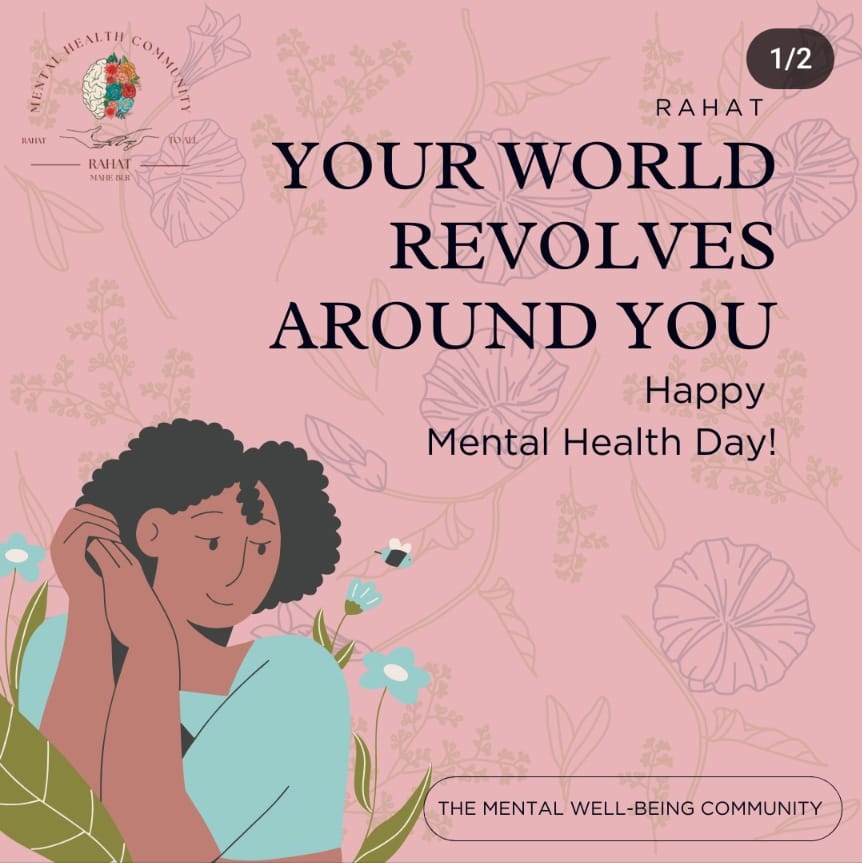 MENTAL HEALTH COMMUNITY
RAHAT
TO ALL
RAHAT
MAHE BLR
1/2
RAHAT
YOUR WORLD
REVOLVES
AROUND YOU
Happy
Mental Health Day!
THE MENTAL WELL-BEING COMMUNITY